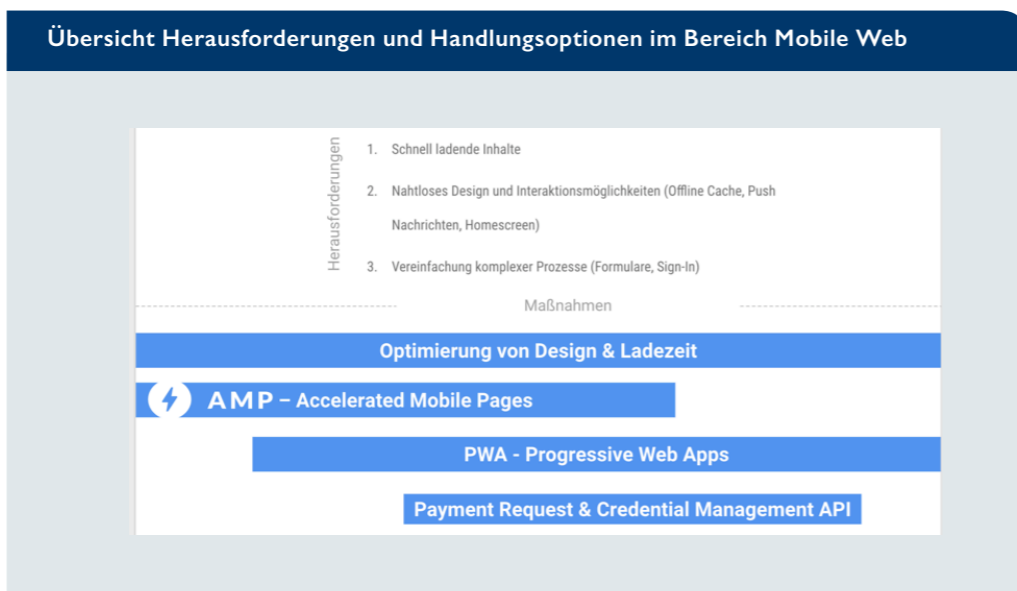 Übersicht Herausforderungen und Handlungsoptionen im Bereich Mobile Web
Herausforderungen
1. Schnell ladende Inhalte
2. Nahtloses Design und Interaktionsmöglichkeiten (Offline Cache, Push
Nachrichten, Homescreen)
3. Vereinfachung komplexer Prozesse (Formulare, Sign-In)
Maßnahmen
Optimierung von Design & Ladezeit
AMP – Accelerated Mobile Pages
PWA - Progressive Web Apps
Payment Request & Credential Management API